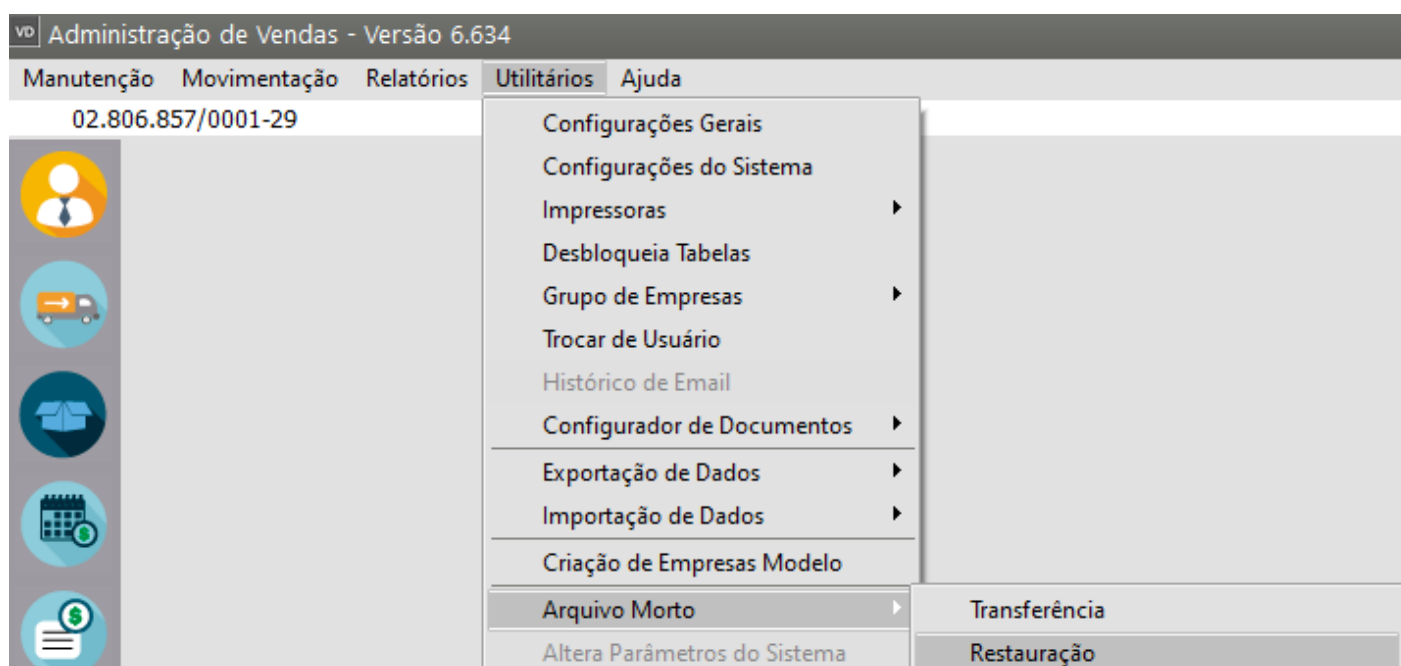 VD Administração de Vendas - Versão 6.634
Manutenção Movimentação Relatórios Utilitários Ajuda
02.806.857/0001-29
Configurações Gerais
Configurações do Sistema
Impressoras
Desbloqueia Tabelas
Grupo de Empresas
Trocar de Usuário
Histórico de Email
Configurador de Documentos
Exportação de Dados
Importação de Dados
Criação de Empresas Modelo
Arquivo Morto Transferência
Altera Parâmetros do Sistema Restauração